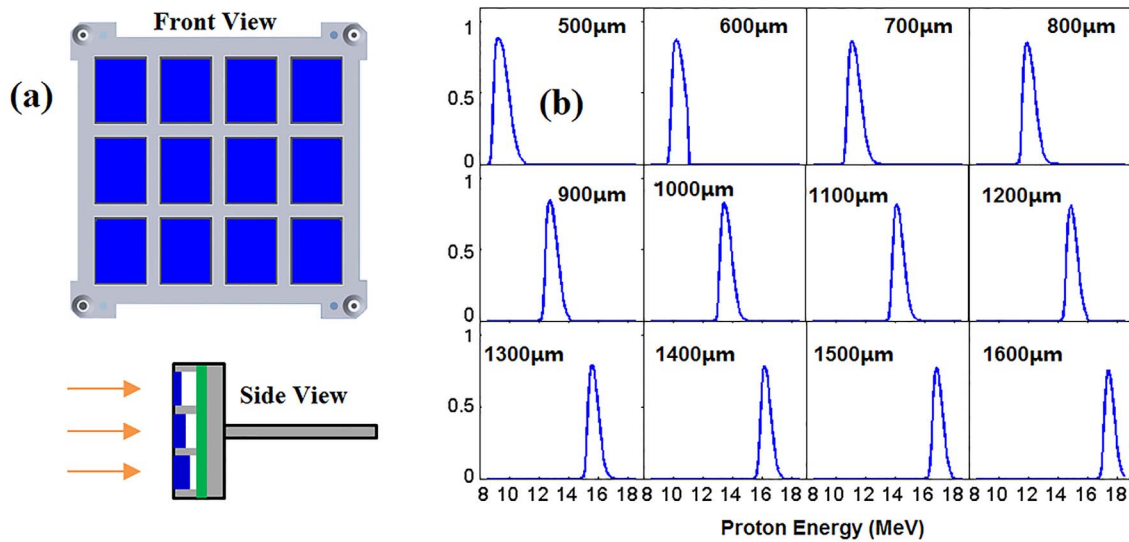 Front View
(a)
Side View
(b)
1
0.5
0
500µm
600µm
700µm
800µm
1
0.5
0
900µm
1000µm
1100µm
1200µm
1
0.5
0
1300µm
1400µm
1500µm
1600µm
8 10 12 14 16 18 8 10 12 14 16 18 8 10 12 14 16 18 8 10 12 14 16 18
Proton Energy (MeV)